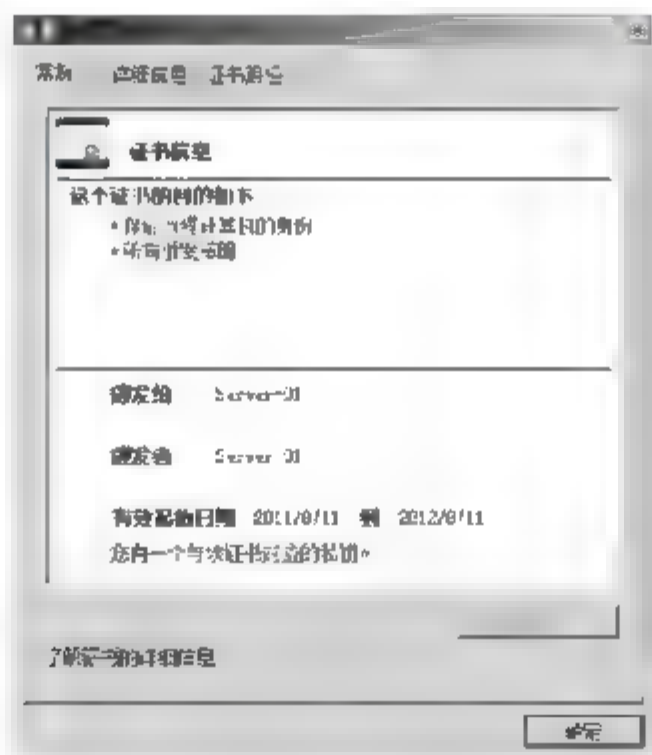 常规 详细信息 证书路径
证书信息
这个证书的目的如下
• 保证远程计算机的身份
• 所有颁发策略
颁发给 Server-01
颁发者 Server-01
有效起始日期 2011/8/11 到 2012/8/11
您有一个与该证书对应的私钥。
了解证书的详细信息
确定